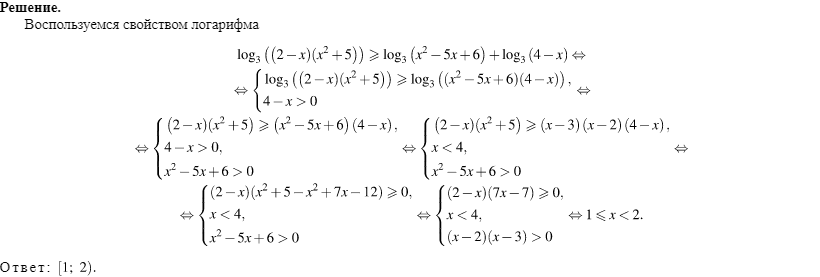 Решение.
Воспользуемся свойством логарифма
log₃ ((2 − x)(x² + 5)) ⩾ log₃ (x² − 5x + 6) + log₃ (4 − x) ⇔
⇔ { log₃ ((2 − x)(x² + 5)) ⩾ log₃ ((x² − 5x + 6)(4 − x)), 4 − x > 0 ⇔
⇔ { (2 − x)(x² + 5) ⩾ (x² − 5x + 6)(4 − x), 4 − x > 0, x² − 5x + 6 > 0 ⇔ { (2 − x)(x² + 5) ⩾ (x − 3)(x − 2)(4 − x), x < 4, x² − 5x + 6 > 0 ⇔
⇔ { (2 − x)(x² + 5 − x² + 7x − 12) ⩾ 0, x < 4, x² − 5x + 6 > 0 ⇔ { (2 − x)(7x − 7) ⩾ 0, x < 4, (x − 2)(x − 3) > 0 ⇔ 1 ⩽ x < 2.
Ответ: [1; 2).